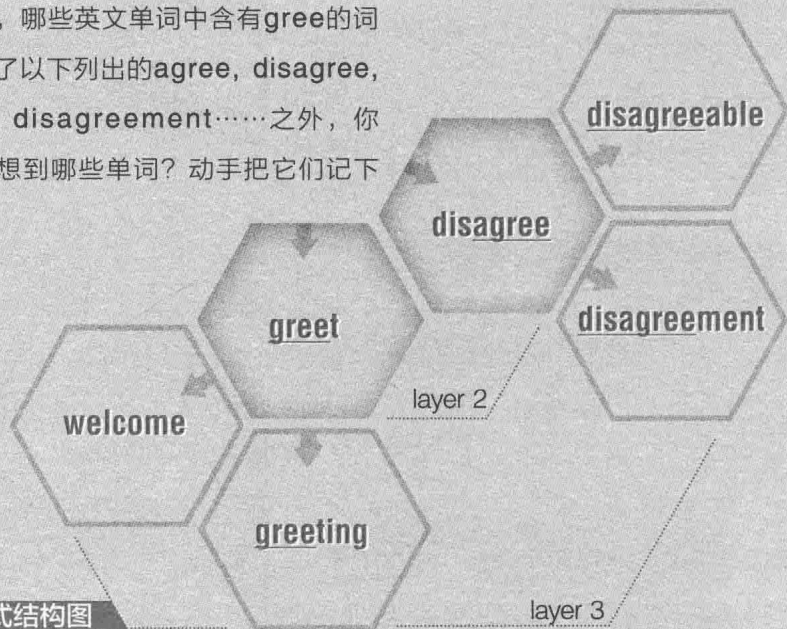 ，哪些英文单词中含有gree的词
了以下列出的agree, disagree,
disagreement……之外，你
想到哪些单词？动手把它们记下
disagreeable
disagree
disagreement
greet
layer 2
welcome
greeting
layer 3
式结构图